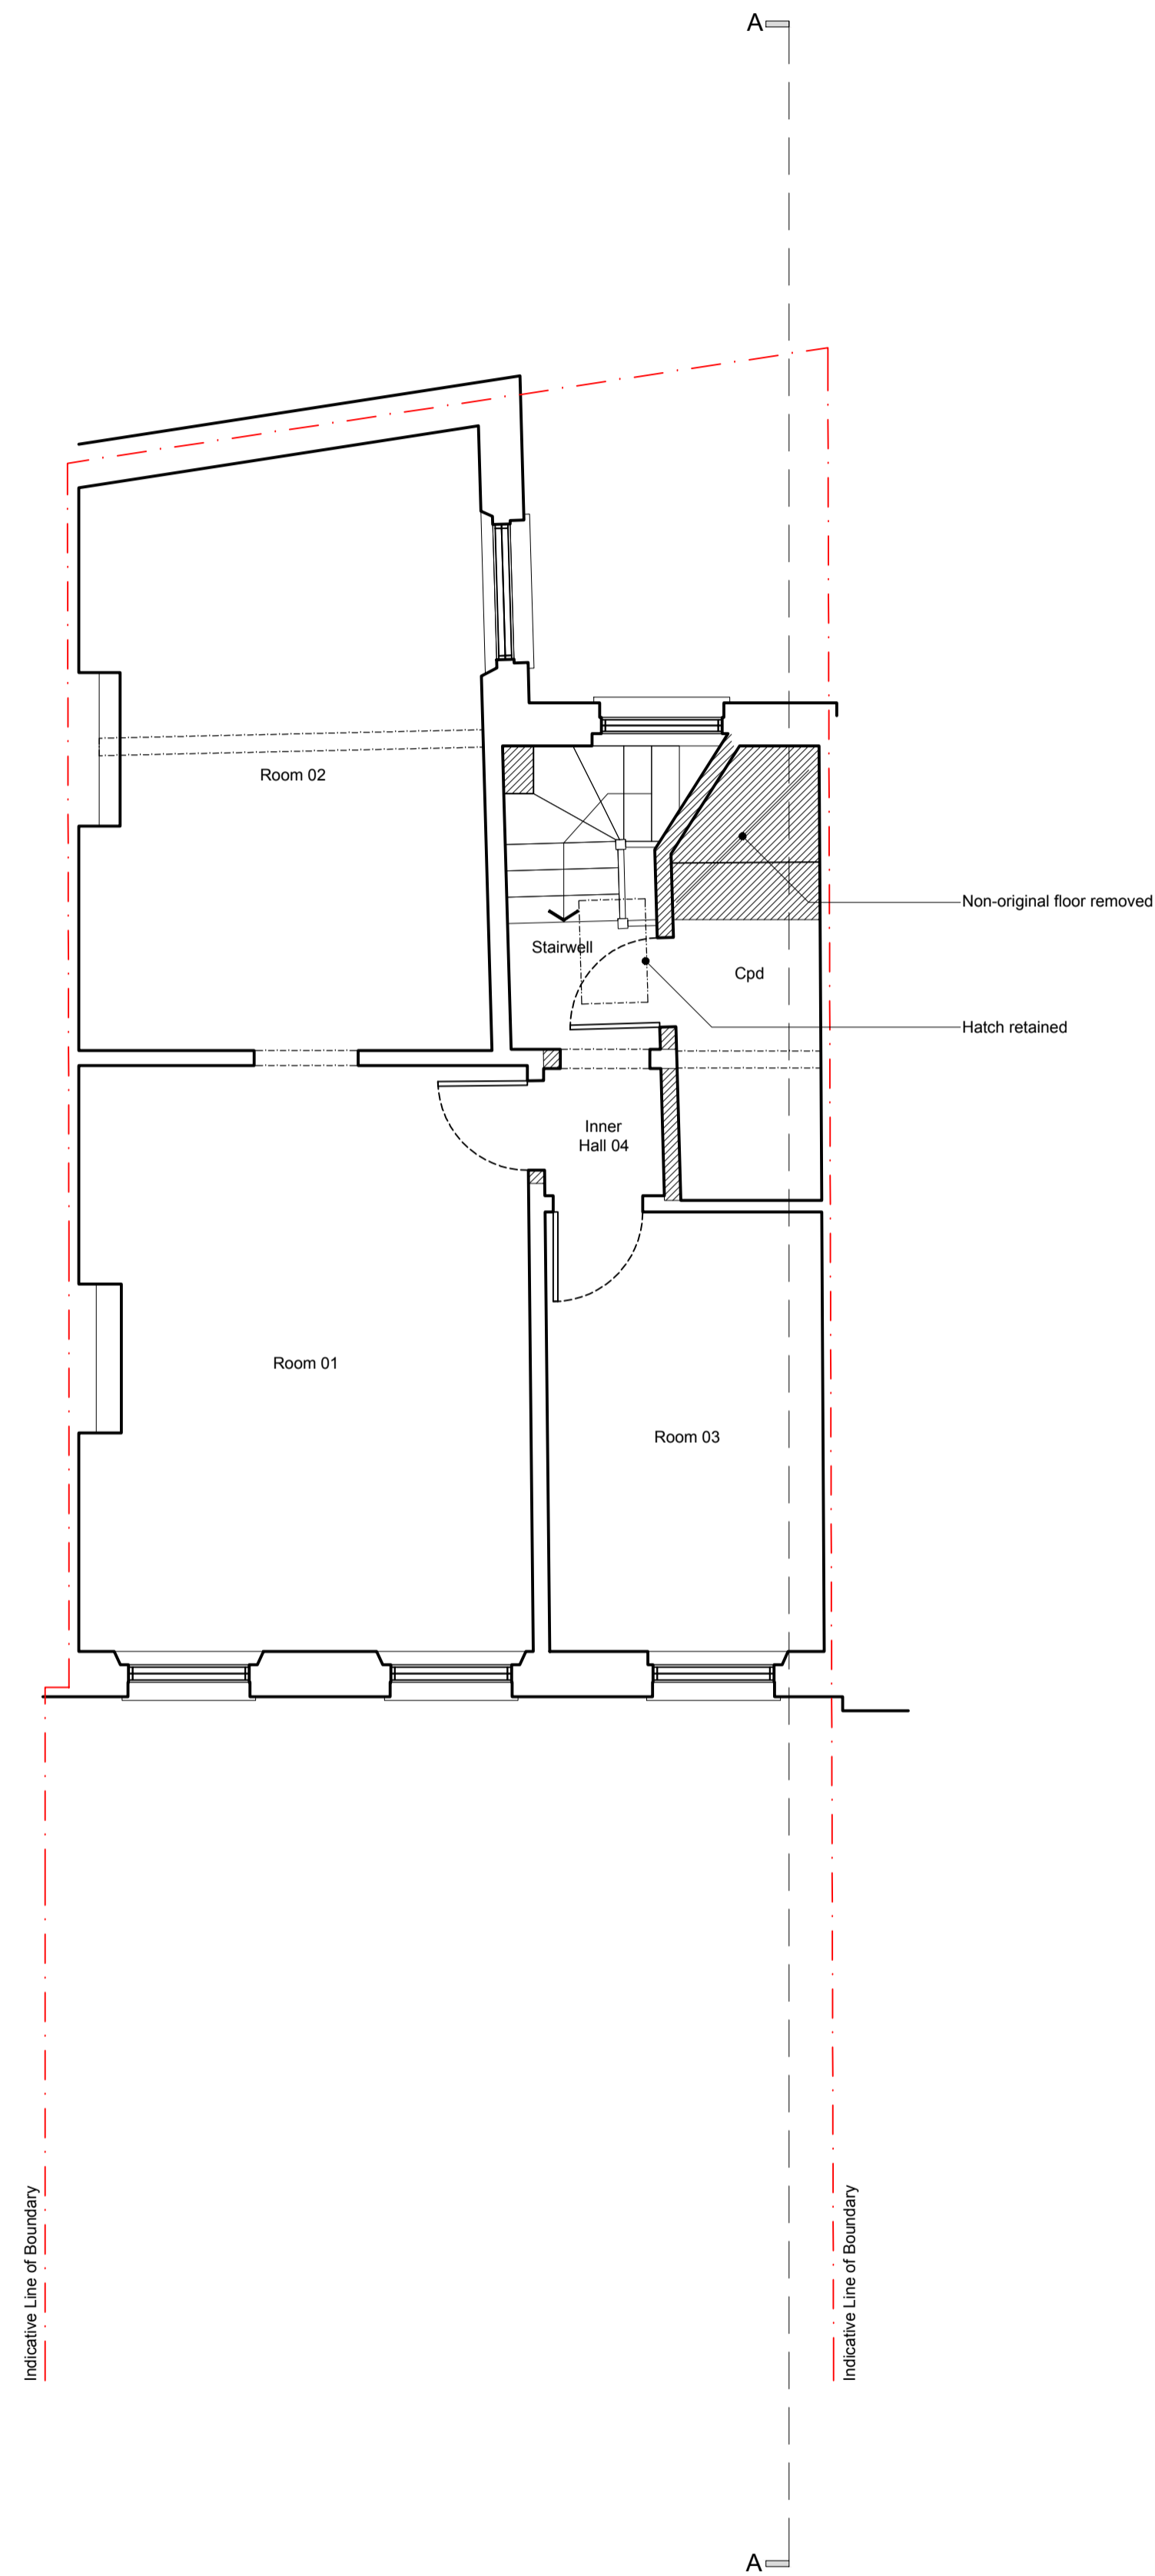 A
Room 02
Non-original floor removed
Stairwell
Cpd
Hatch retained
Inner
Hall 04
Room 01
Room 03
Indicative Line of Boundary
Indicative Line of Boundary
A